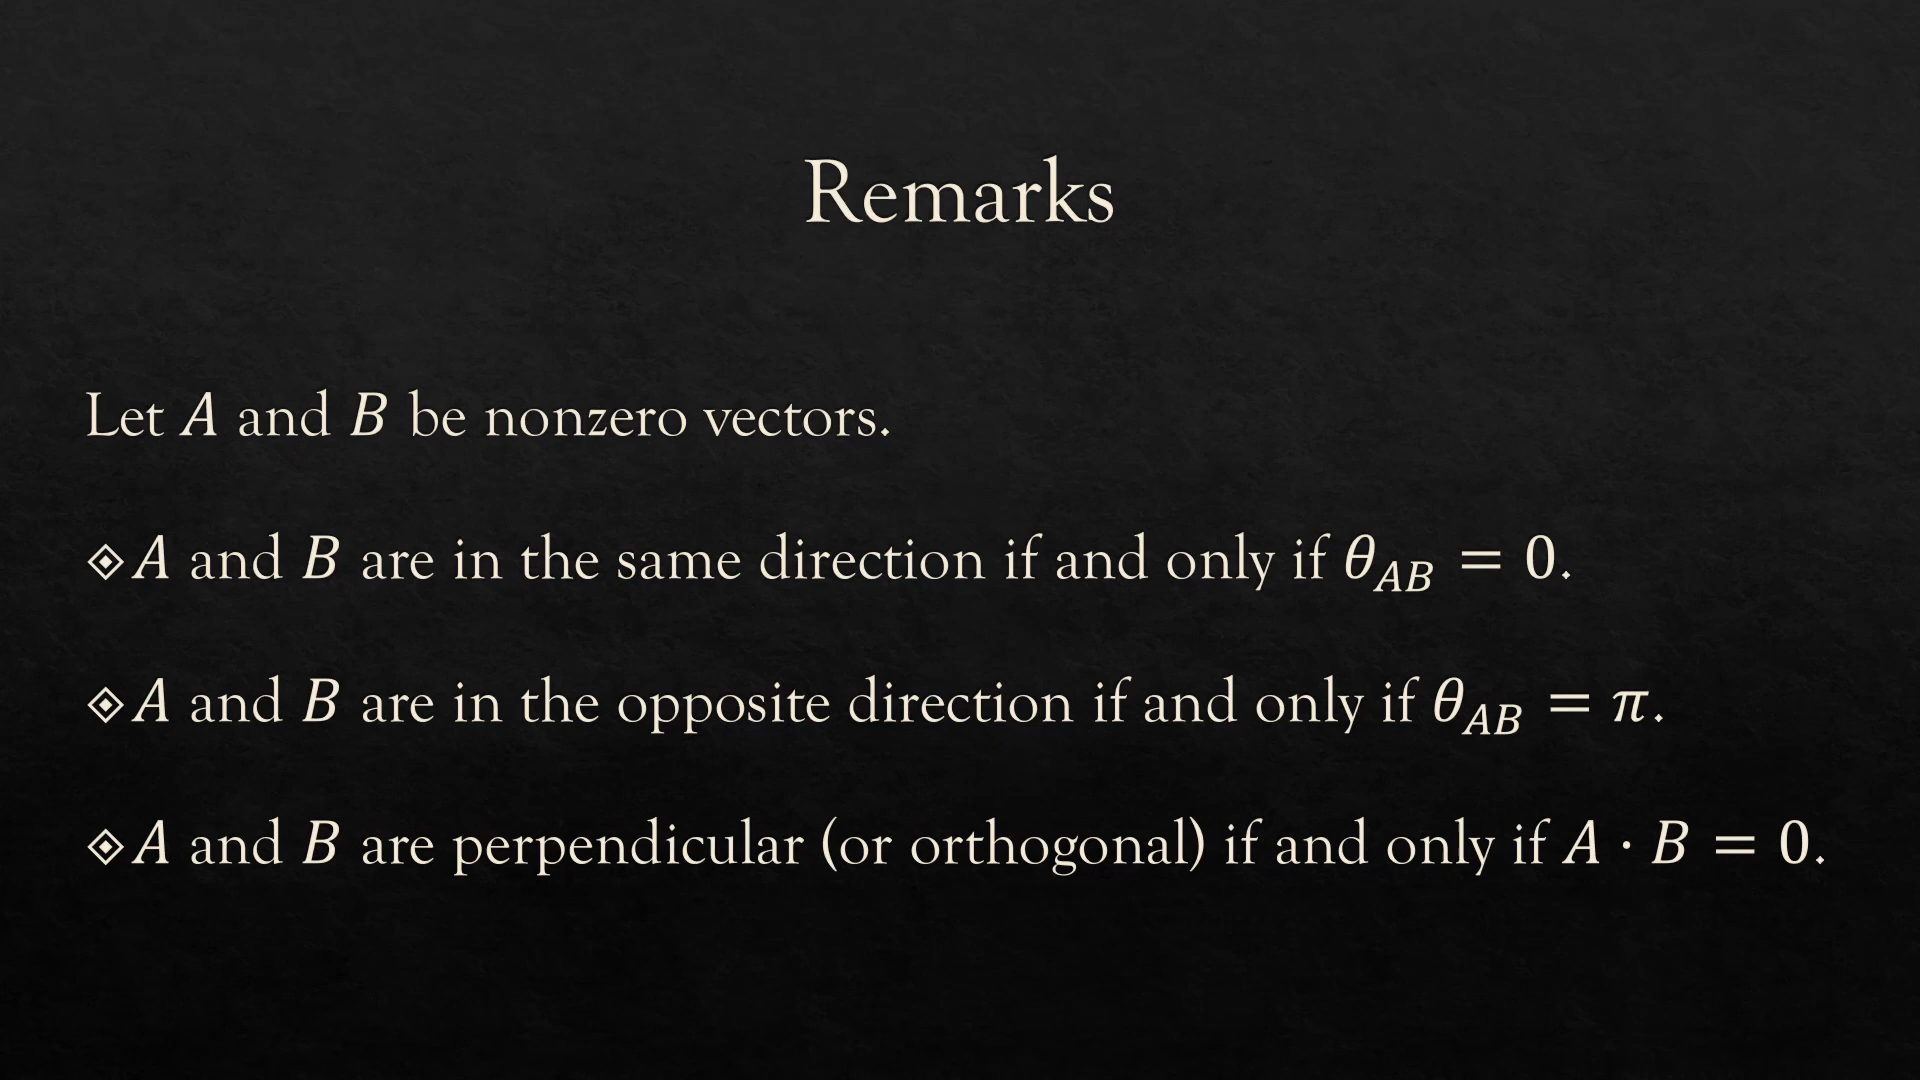 Remarks
Let A and B be nonzero vectors.
◈A and B are in the same direction if and only if θ_AB = 0.
◈A and B are in the opposite direction if and only if θ_AB = π.
◈A and B are perpendicular (or orthogonal) if and only if A · B = 0.